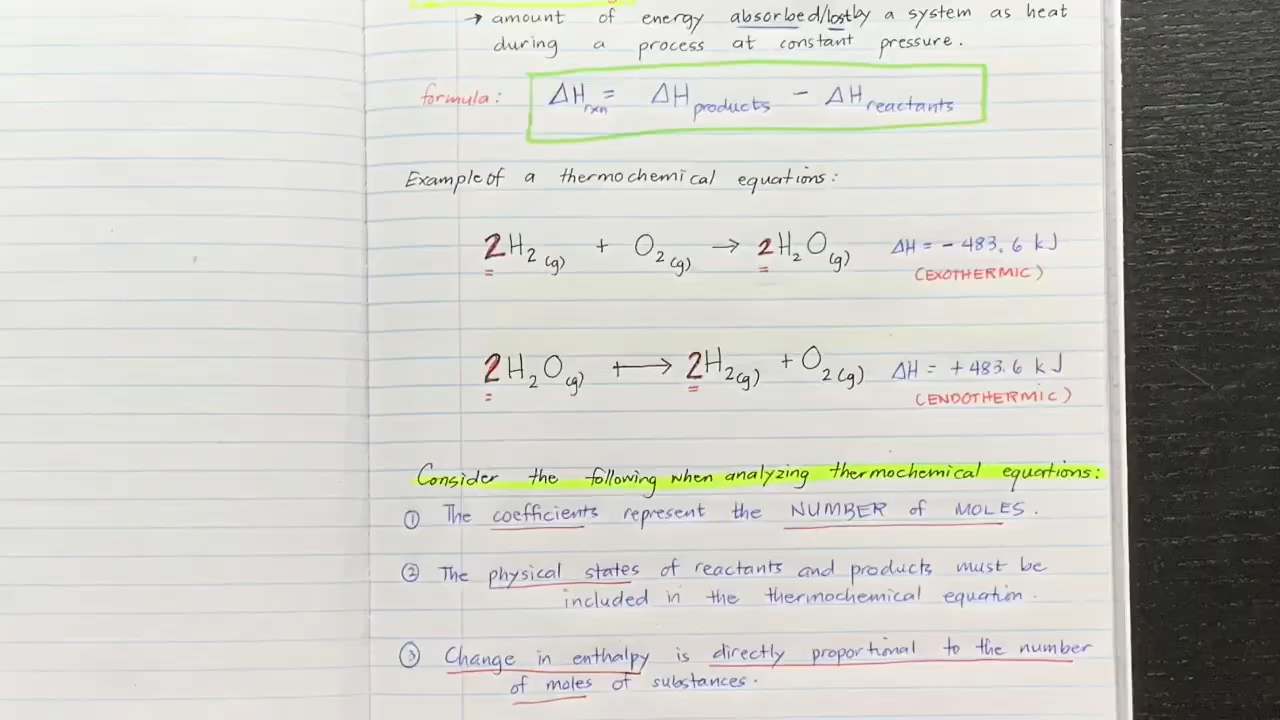 → amount of energy absorbed/lost by a system as heat
during a process at constant pressure.
formula: ΔHrxn = ΔHproducts - ΔHreactants
Example of a thermochemical equations:
2H2(g) + O2(g) → 2H2O(g) ΔH = -483.6 kJ
(EXOTHERMIC)
2H2O(g) ⟼ 2H2(g) + O2(g) ΔH = +483.6 kJ
(ENDOTHERMIC)
Consider the following when analyzing thermochemical equations:
① The coefficients represent the NUMBER of MOLES.
② The physical states of reactants and products must be
included in the thermochemical equation.
③ Change in enthalpy is directly proportional to the number
of moles of substances.